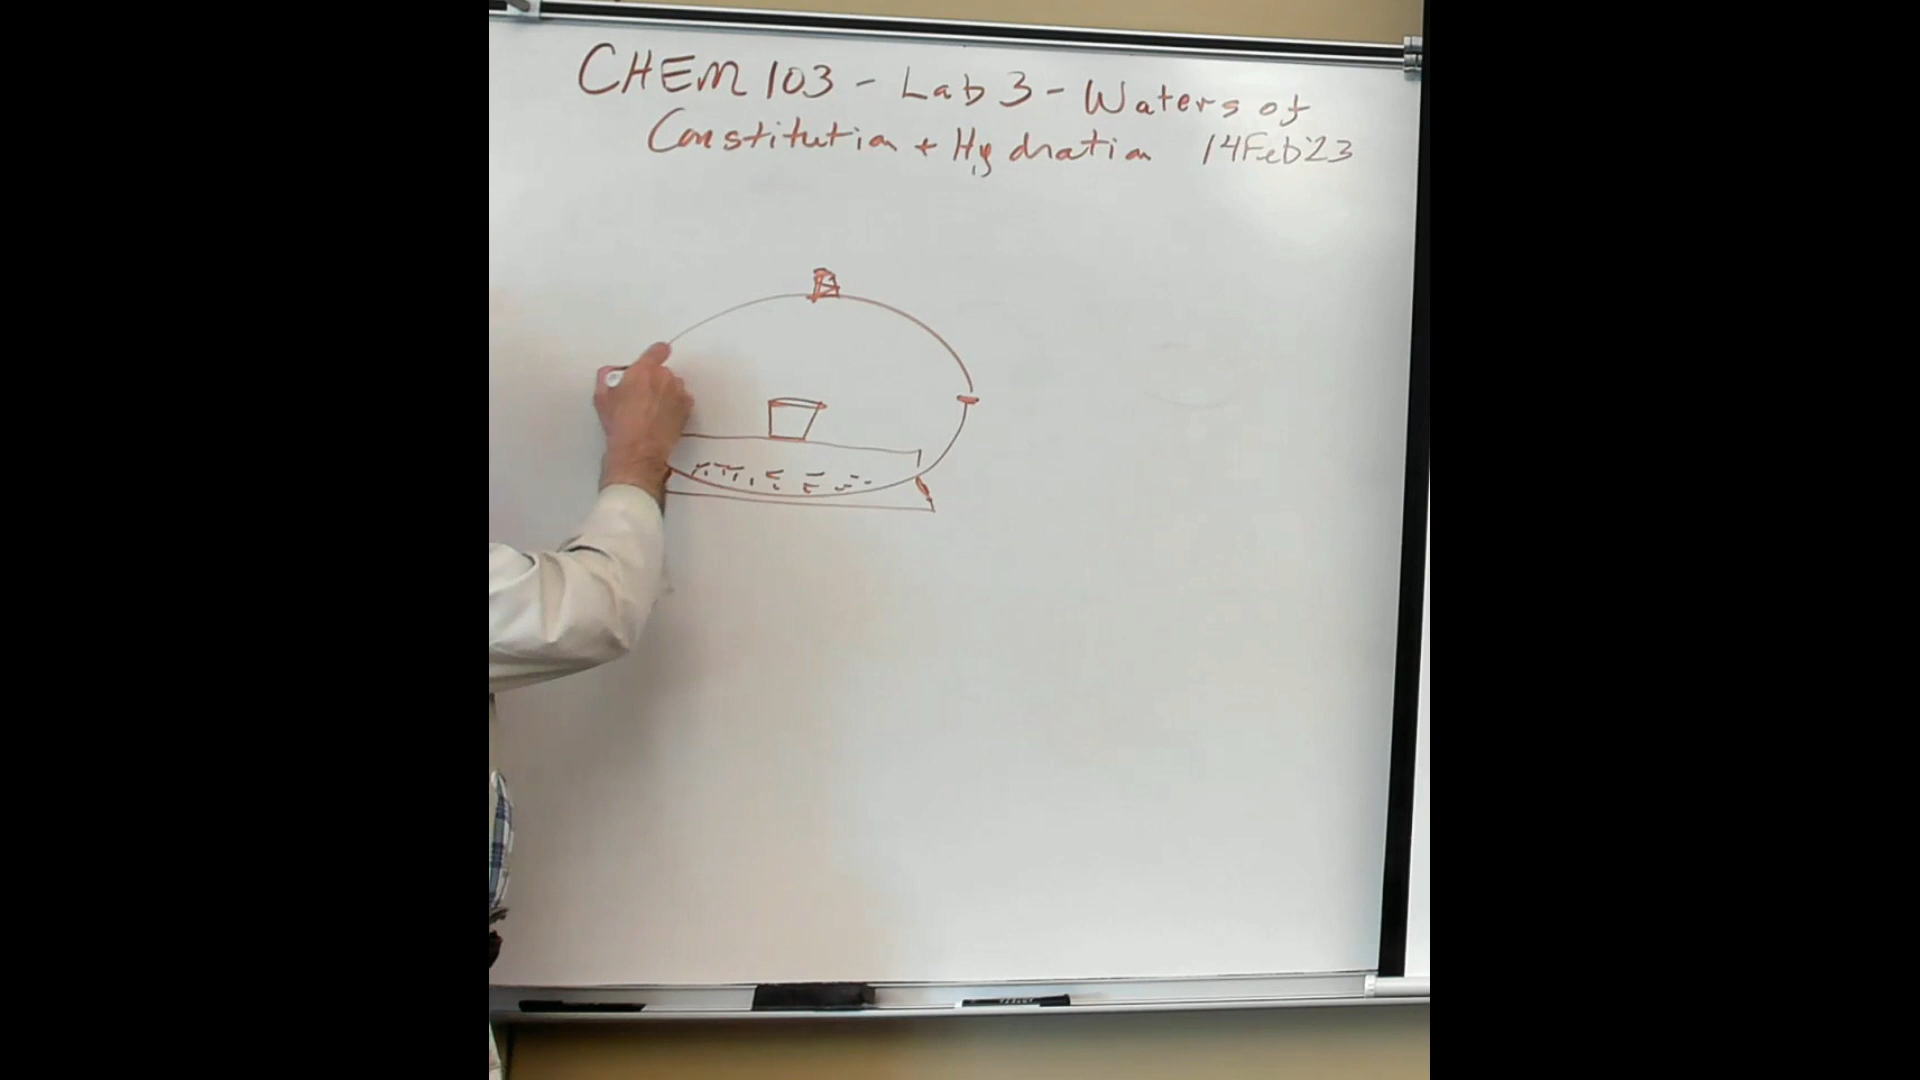 CHEM 103 - Lab 3 - Waters of
Constitution + Hydration 14Feb'23